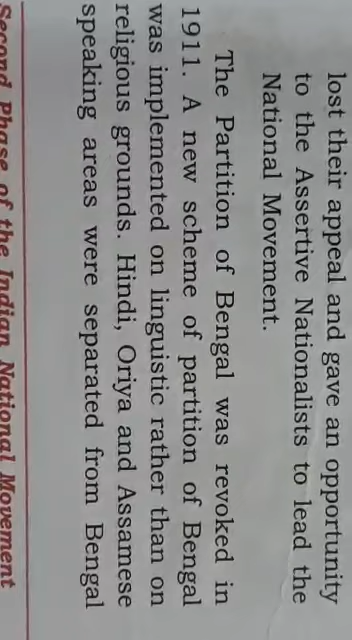 lost their appeal and gave an opportunity
to the Assertive Nationalists to lead the
National Movement.
The Partition of Bengal was revoked in
1911. A new scheme of partition of Bengal
was implemented on linguistic rather than on
religious grounds. Hindi, Oriya and Assamese
speaking areas were separated from Bengal
Second Phase of the Indian National Movement